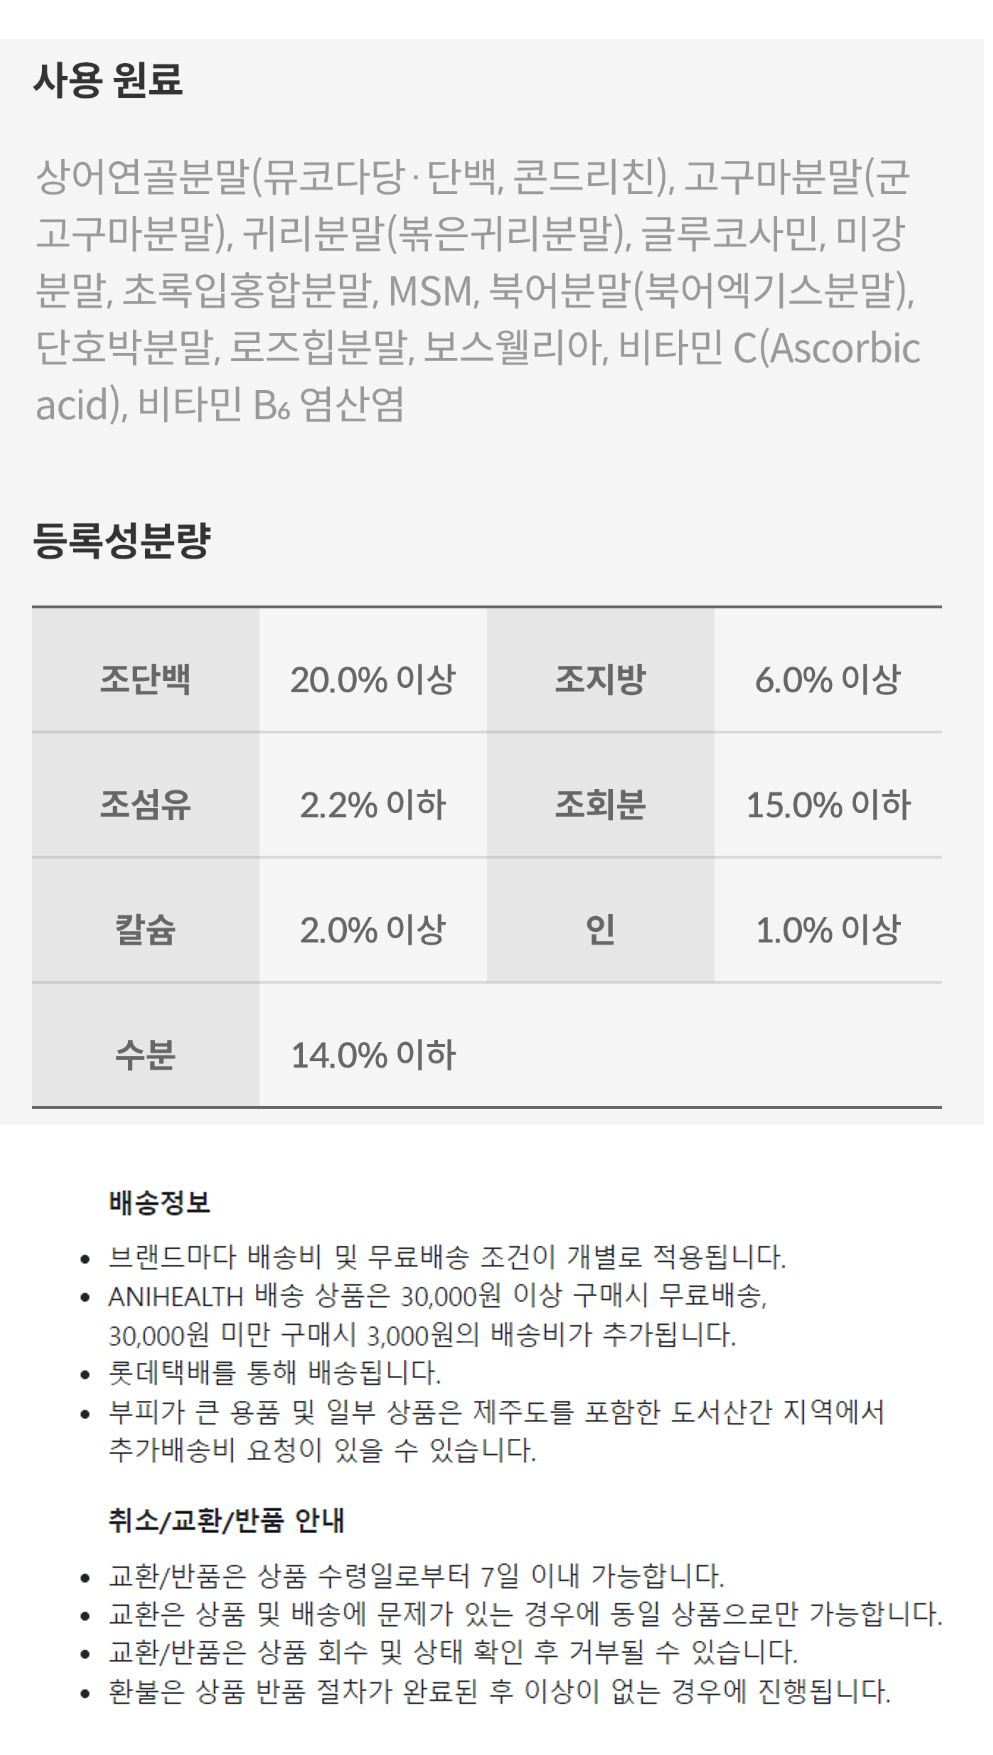 사용 원료
상어연골분말(뮤코다당·단백, 콘드리친), 고구마분말(군
고구마분말), 귀리분말(볶은귀리분말), 글루코사민, 미강
분말, 초록입홍합분말, MSM, 북어분말(북어엑기스분말),
단호박분말, 로즈힙분말, 보스웰리아, 비타민 C(Ascorbic
acid), 비타민 B₆ 염산염
등록성분량
조단백 20.0% 이상 조지방 6.0% 이상
조섬유 2.2% 이하 조회분 15.0% 이하
칼슘 2.0% 이상 인 1.0% 이상
수분 14.0% 이하
배송정보
• 브랜드마다 배송비 및 무료배송 조건이 개별로 적용됩니다.
• ANIHEALTH 배송 상품은 30,000원 이상 구매시 무료배송,
30,000원 미만 구매시 3,000원의 배송비가 추가됩니다.
• 롯데택배를 통해 배송됩니다.
• 부피가 큰 용품 및 일부 상품은 제주도를 포함한 도서산간 지역에서
추가배송비 요청이 있을 수 있습니다.
취소/교환/반품 안내
• 교환/반품은 상품 수령일로부터 7일 이내 가능합니다.
• 교환은 상품 및 배송에 문제가 있는 경우에 동일 상품으로만 가능합니다.
• 교환/반품은 상품 회수 및 상태 확인 후 거부될 수 있습니다.
• 환불은 상품 반품 절차가 완료된 후 이상이 없는 경우에 진행됩니다.